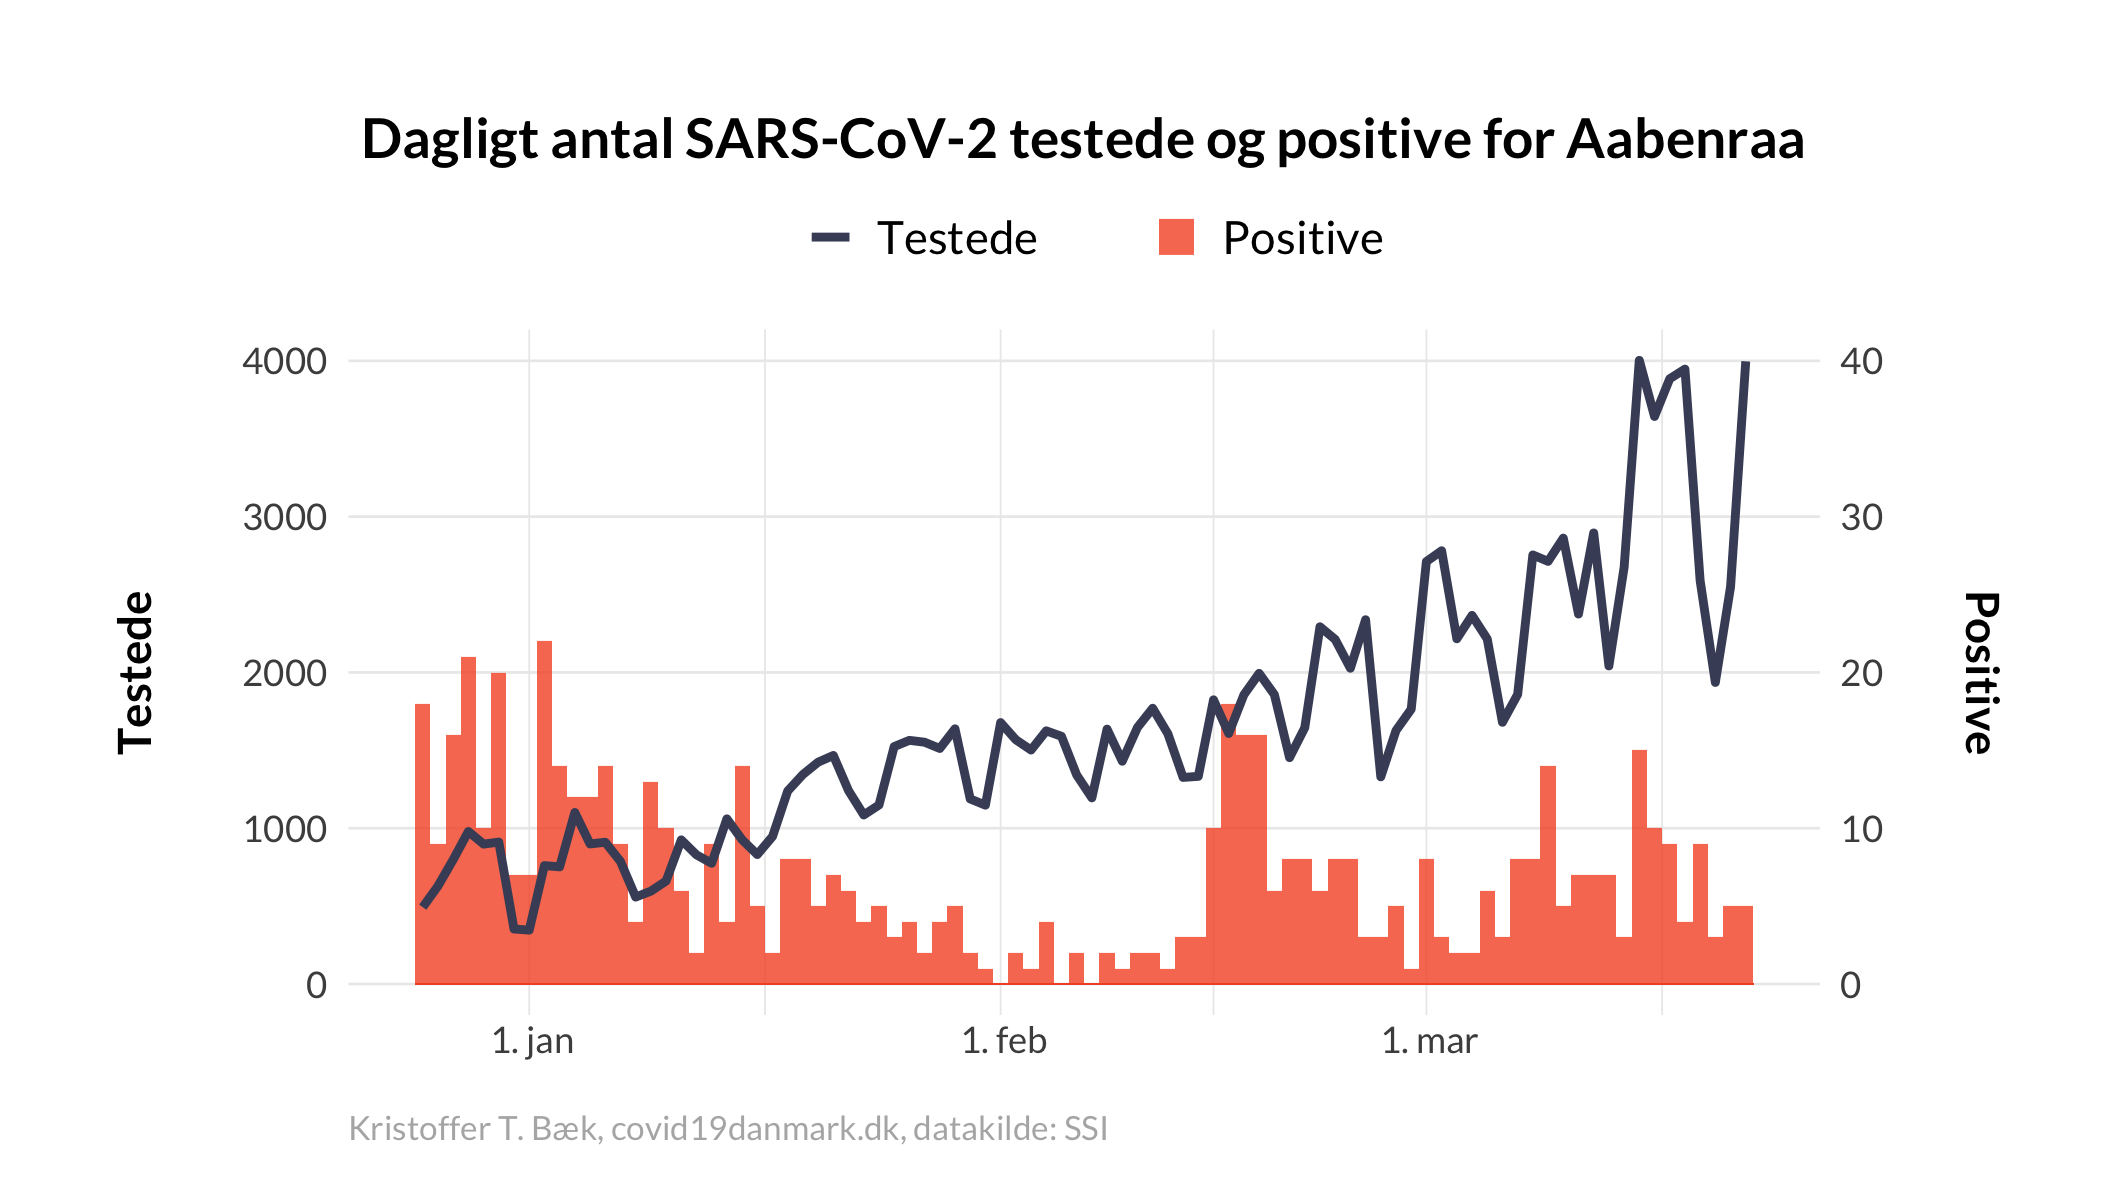 Dagligt antal SARS-CoV-2 testede og positive for Aabenraa
Testede
Positive
4000
3000
2000
1000
0
Testede
40
30
20
10
0
Positive
1. jan
1. feb
1. mar
Kristoffer T. Bæk, covid19danmark.dk, datakilde: SSI